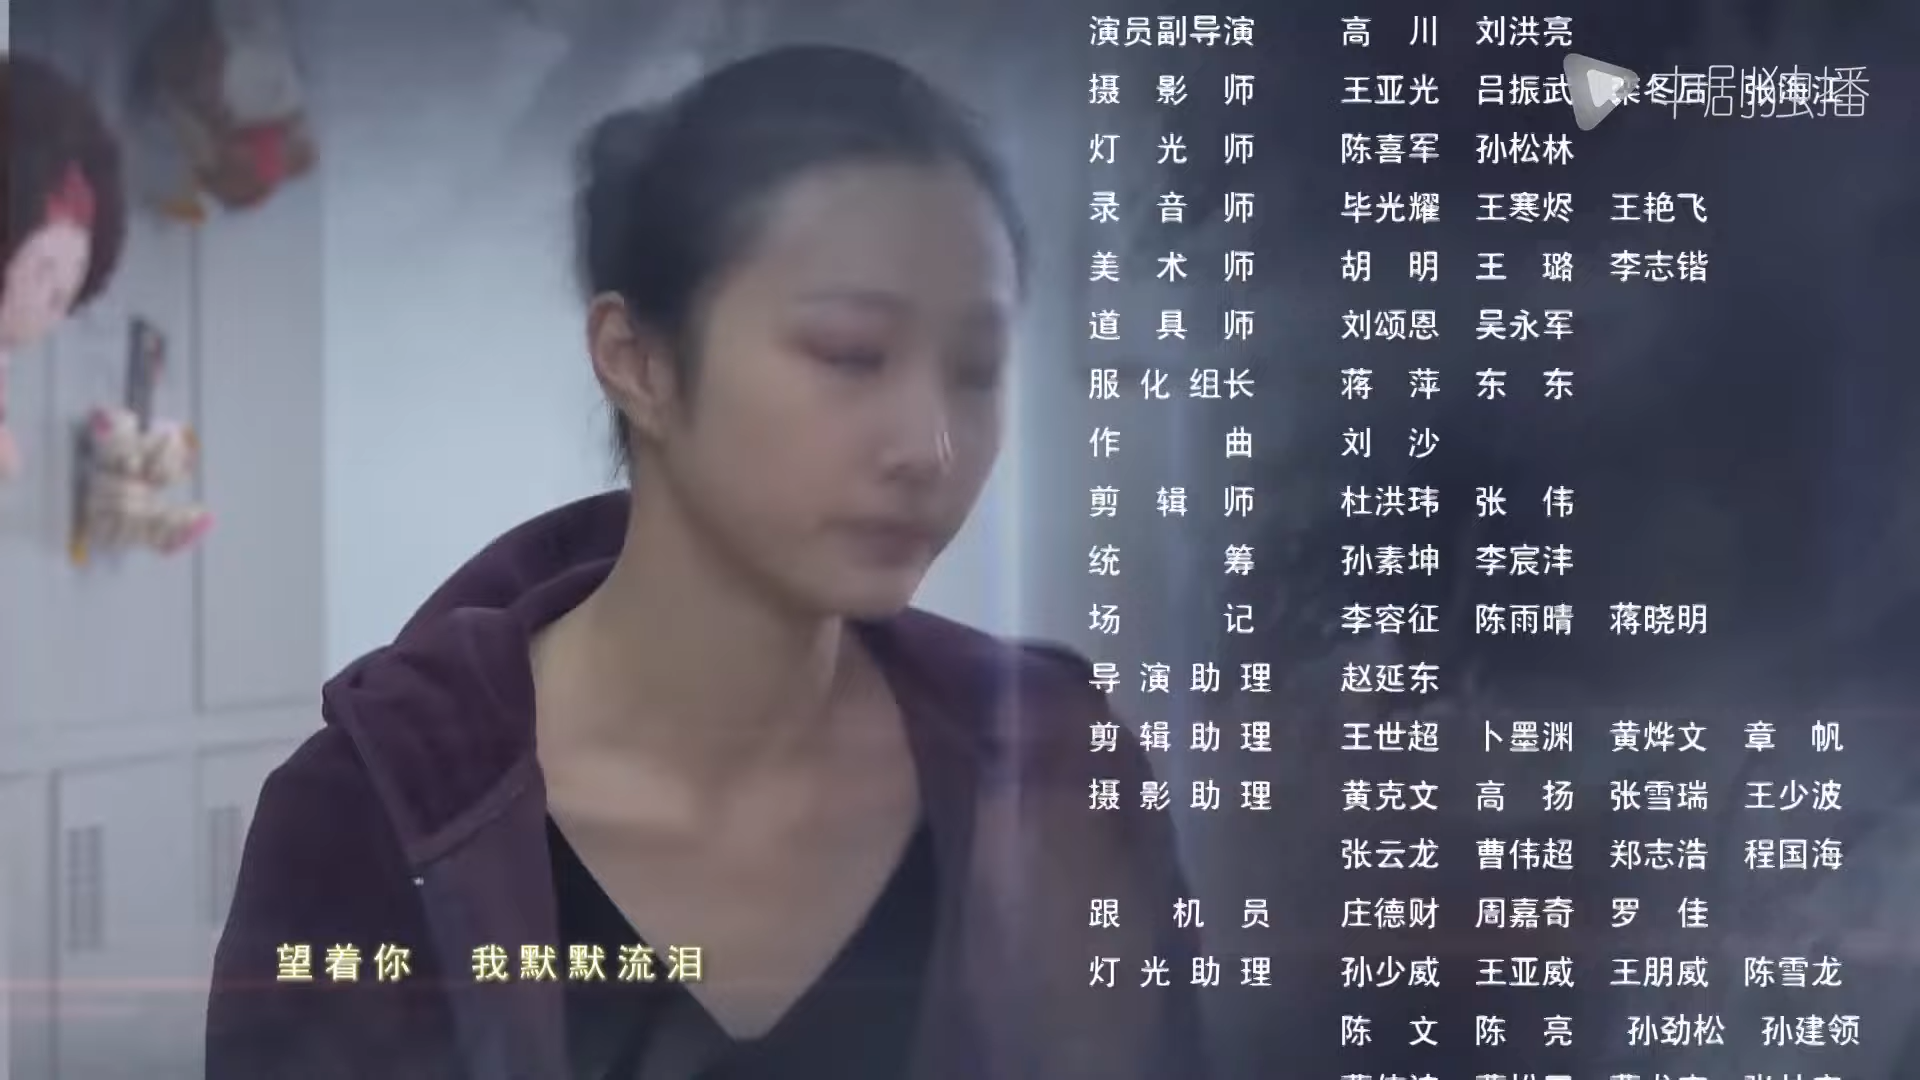 演员副导演 高川 刘洪亮
摄影师 王亚光 吕振武 张海江
灯光师 陈喜军 孙松林
录音师 毕光耀 王寒烬 王艳飞
美术师 胡明 王璐 李志锴
道具师 刘颂恩 吴永军
服化组长 蒋萍 东东
作曲 刘沙
剪辑师 杜洪玮 张伟
统筹 孙素坤 李宸沣
场记 李容征 陈雨晴 蒋晓明
导演助理 赵延东
剪辑助理 王世超 卜墨渊 黄烨文 章帆
摄影助理 黄克文 高扬 张雪瑞 王少波
张云龙 曹伟超 郑志浩 程国海
跟机员 庄德财 周嘉奇 罗佳
望着你 我默默流泪
灯光助理 孙少威 王亚威 王朋威 陈雪龙
陈文 陈亮 孙劲松 孙建领